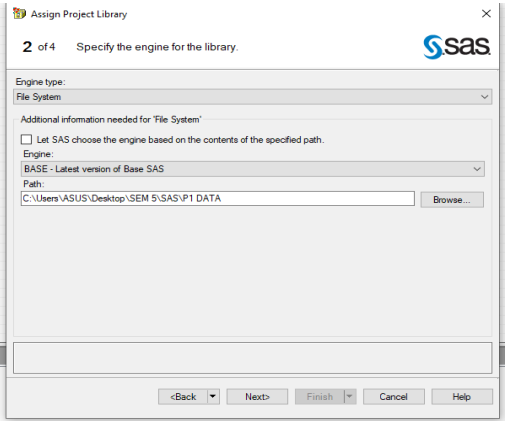 Assign Project Library
2 of 4 Specify the engine for the library.
sas
Engine type:
File System
Additional information needed for 'File System'
Let SAS choose the engine based on the contents of the specified path.
Engine:
BASE - Latest version of Base SAS
Path:
C:\Users\ASUS\Desktop\SEM 5\SAS\P1 DATA
Browse...
<Back Next> Finish Cancel Help